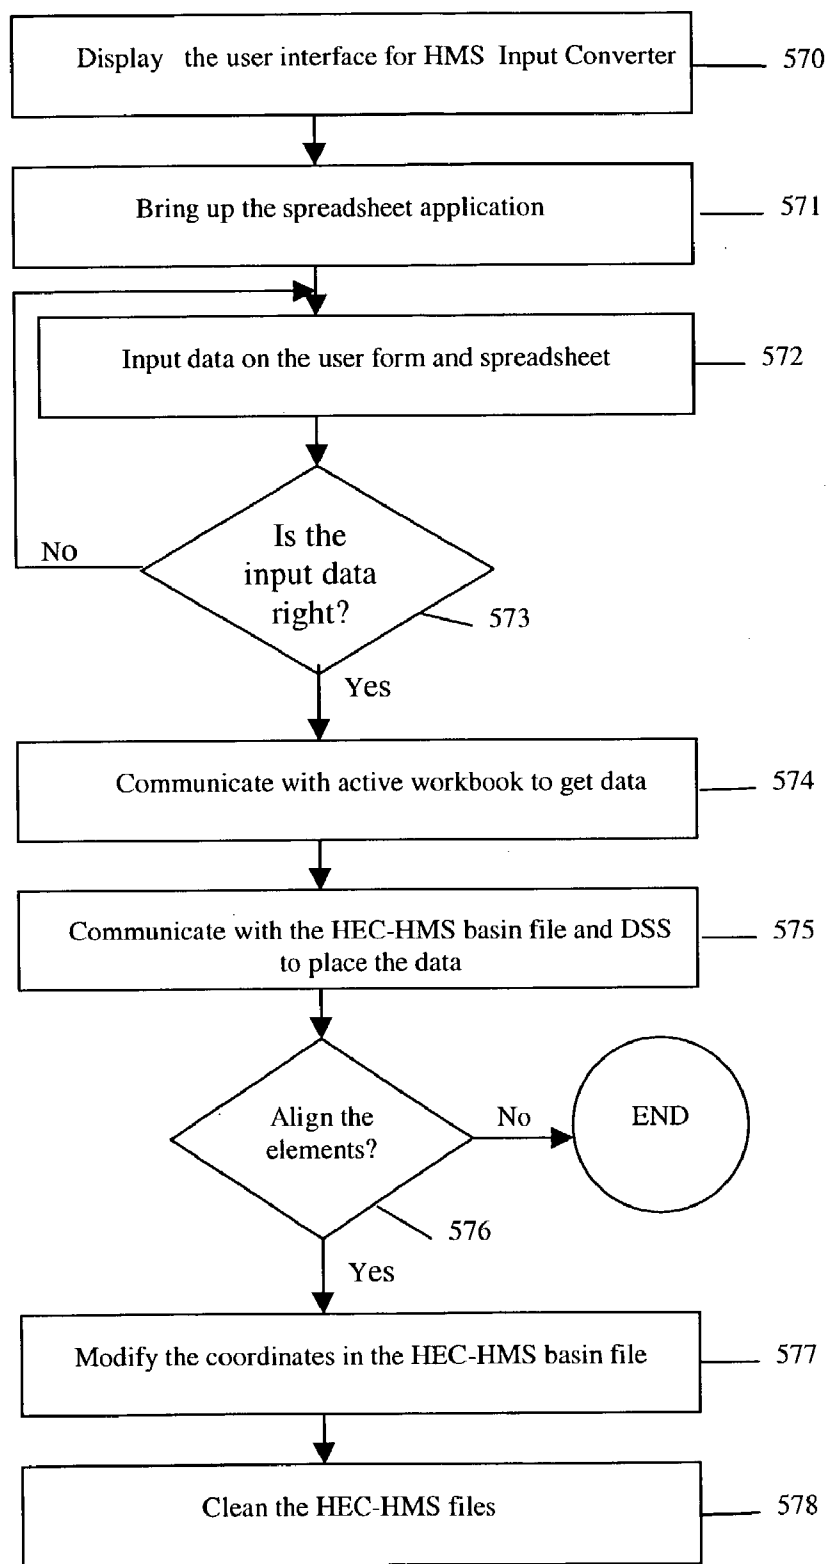 Display the user interface for HMS Input Converter
570
Bring up the spreadsheet application
571
Input data on the user form and spreadsheet
572
Is the
input data
right?
No
573
Yes
Communicate with active workbook to get data
574
Communicate with the HEC-HMS basin file and DSS
to place the data
575
Align the
elements?
No
END
576
Yes
Modify the coordinates in the HEC-HMS basin file
577
Clean the HEC-HMS files
578